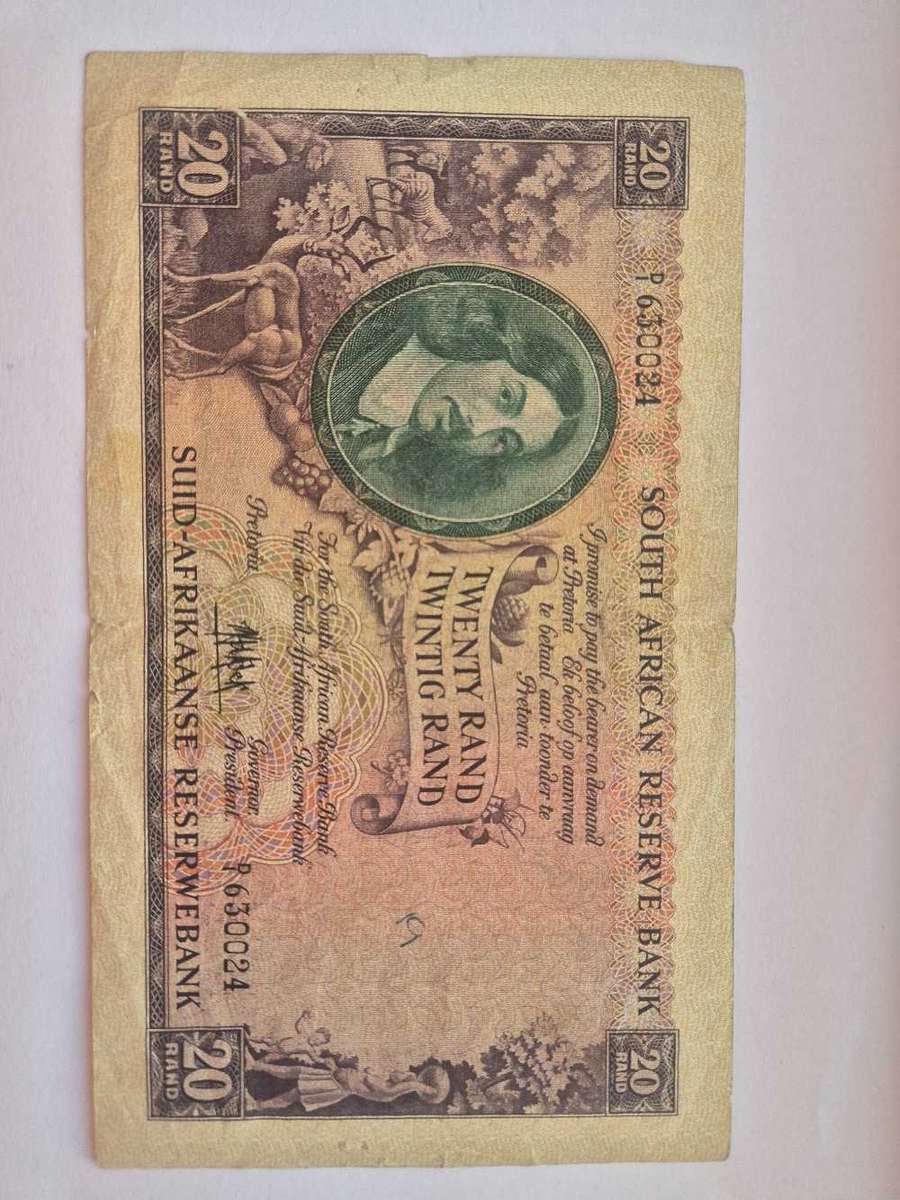 20
RAND
20
RAND
D/1 630024 SOUTH AFRICAN RESERVE BANK
I promise to pay the bearer on demand
at Pretoria Ek beloof op aanvraag
te betaal aan toonder te
Pretoria
TWENTY RAND
TWINTIG RAND
For the South African Reserve Bank
Vir die Suid-Afrikaanse Reserwebank
Pretoria Governor
President D/1 630024
SUID-AFRIKAANSE RESERWEBANK
20
RAND
20
RAND